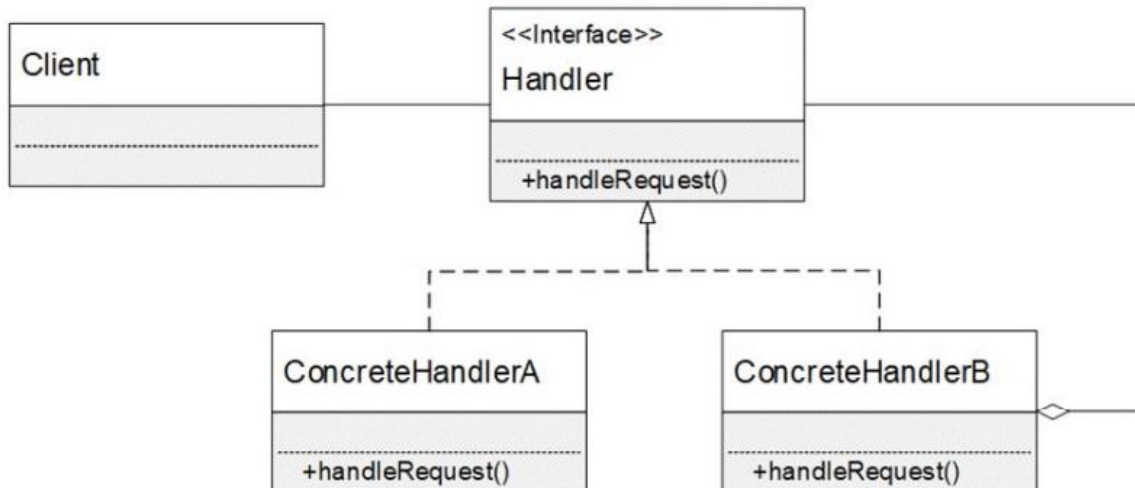 Client
<<Interface>>
Handler
+handleRequest()
ConcreteHandlerA
+handleRequest()
ConcreteHandlerB
+handleRequest()